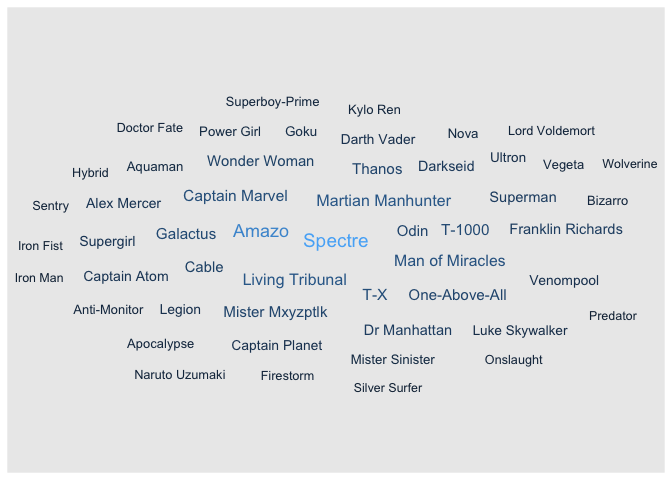 Superboy-Prime
Kylo Ren
Doctor Fate
Power Girl
Goku
Darth Vader
Nova
Lord Voldemort
Hybrid
Aquaman
Wonder Woman
Thanos
Darkseid
Ultron
Vegeta
Wolverine
Sentry
Alex Mercer
Captain Marvel
Martian Manhunter
Superman
Bizarro
Iron Fist
Supergirl
Galactus
Amazo
Spectre
Odin
T-1000
Franklin Richards
Iron Man
Captain Atom
Cable
Living Tribunal
Man of Miracles
Venompool
Anti-Monitor
Legion
Mister Mxyzptlk
T-X
One-Above-All
Predator
Apocalypse
Captain Planet
Dr Manhattan
Luke Skywalker
Naruto Uzumaki
Firestorm
Mister Sinister
Onslaught
Silver Surfer